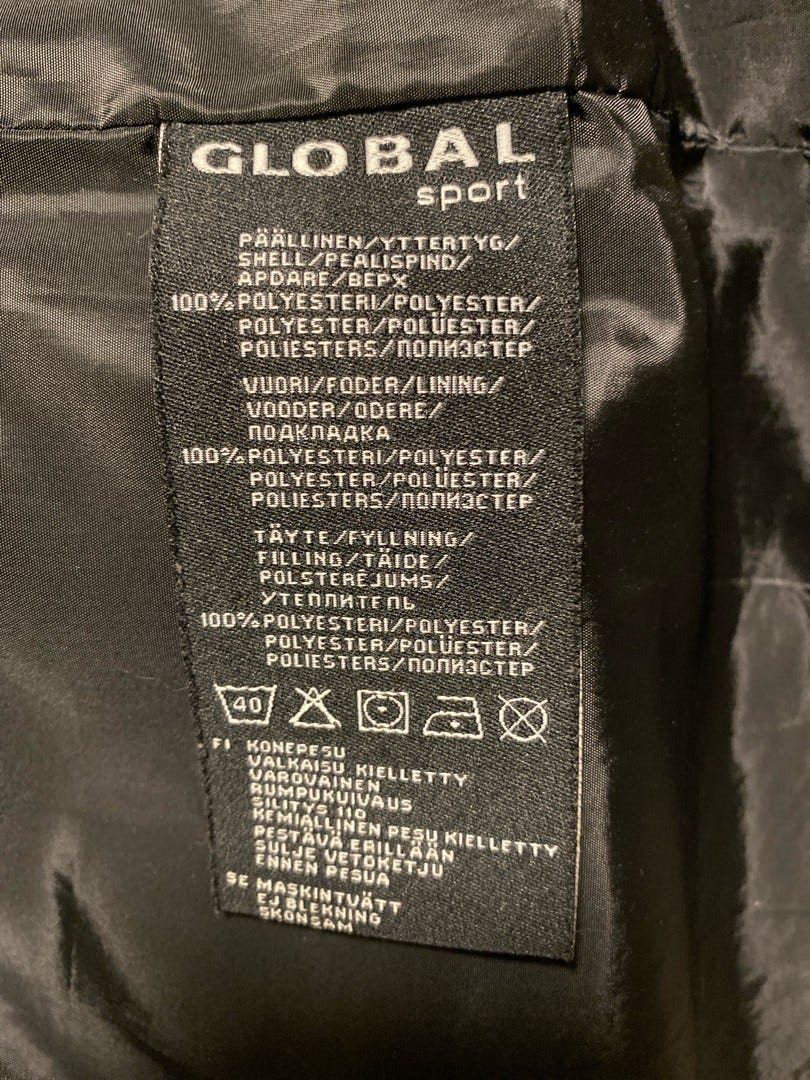 GLOBAL
sport
PÄÄLLINEN/YTTERTYG/
SHELL/PEALISPIND/
APDARE/ВЕРХ
100% POLYESTERI/POLYESTER/
POLYESTER/POLÜESTER/
POLIESTERS/ПОЛИЭСТЕР
VUORI/FODER/LINING/
VOODER/ODERE/
ПОДКЛАДКА
100% POLYESTERI/POLYESTER/
POLYESTER/POLÜESTER/
POLIESTERS/ПОЛИЭСТЕР
TÄYTE/FYLLNING/
FILLING/TÄIDE/
POLSTERĒJUMS/
УТЕПЛИТЕЛЬ
100% POLYESTERI/POLYESTER/
POLYESTER/POLÜESTER/
POLIESTERS/ПОЛИЭСТЕР
40
FI KONEPESU
VALKAISU KIELLETTY
VAROVAINEN
RUMPUKUIVAUS
SILITYS 110
KEMIALLINEN PESU KIELLETTY
PESTÄVÄ ERILLÄÄN
SULJE VETOKETJU
ENNEN PESUA
SE MASKINTVÄTT
EJ BLEKNING
SKONSAM